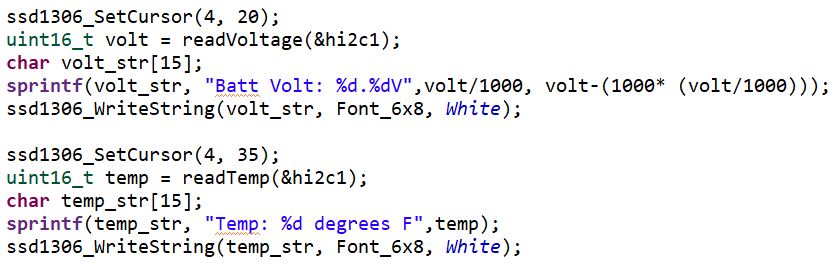 ssd1306_SetCursor(4, 20);
uint16_t volt = readVoltage(&hi2c1);
char volt_str[15];
sprintf(volt_str, "Batt Volt: %d.%dV",volt/1000, volt-(1000* (volt/1000)));
ssd1306_WriteString(volt_str, Font_6x8, White);

ssd1306_SetCursor(4, 35);
uint16_t temp = readTemp(&hi2c1);
char temp_str[15];
sprintf(temp_str, "Temp: %d degrees F",temp);
ssd1306_WriteString(temp_str, Font_6x8, White);